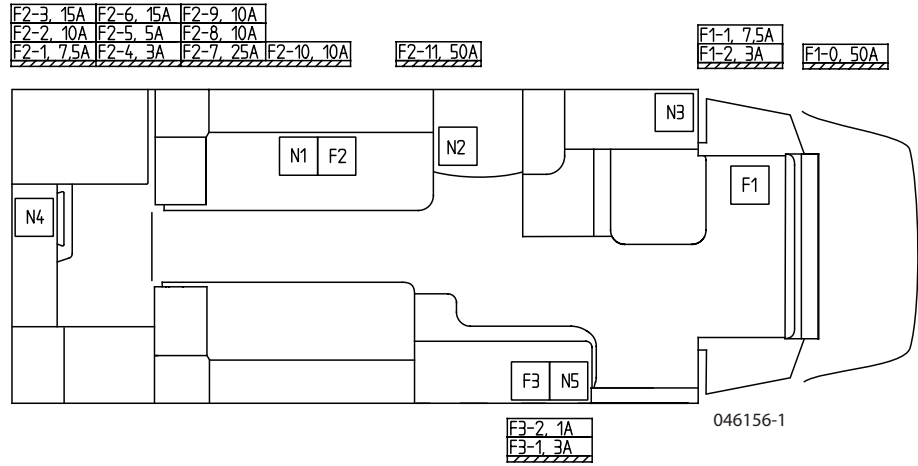 F2-3, 15A F2-6, 15A F2-9, 10A
F2-2, 10A F2-5, 5A F2-8, 10A
F2-1, 7,5A F2-4, 3A F2-7, 25A F2-10, 10A
F2-11, 50A
F1-1, 7,5A
F1-2, 3A
F1-0, 50A
N3
N1 F2
N2
F1
N4
F3 N5
046156-1
F3-2, 1A
F3-1, 3A